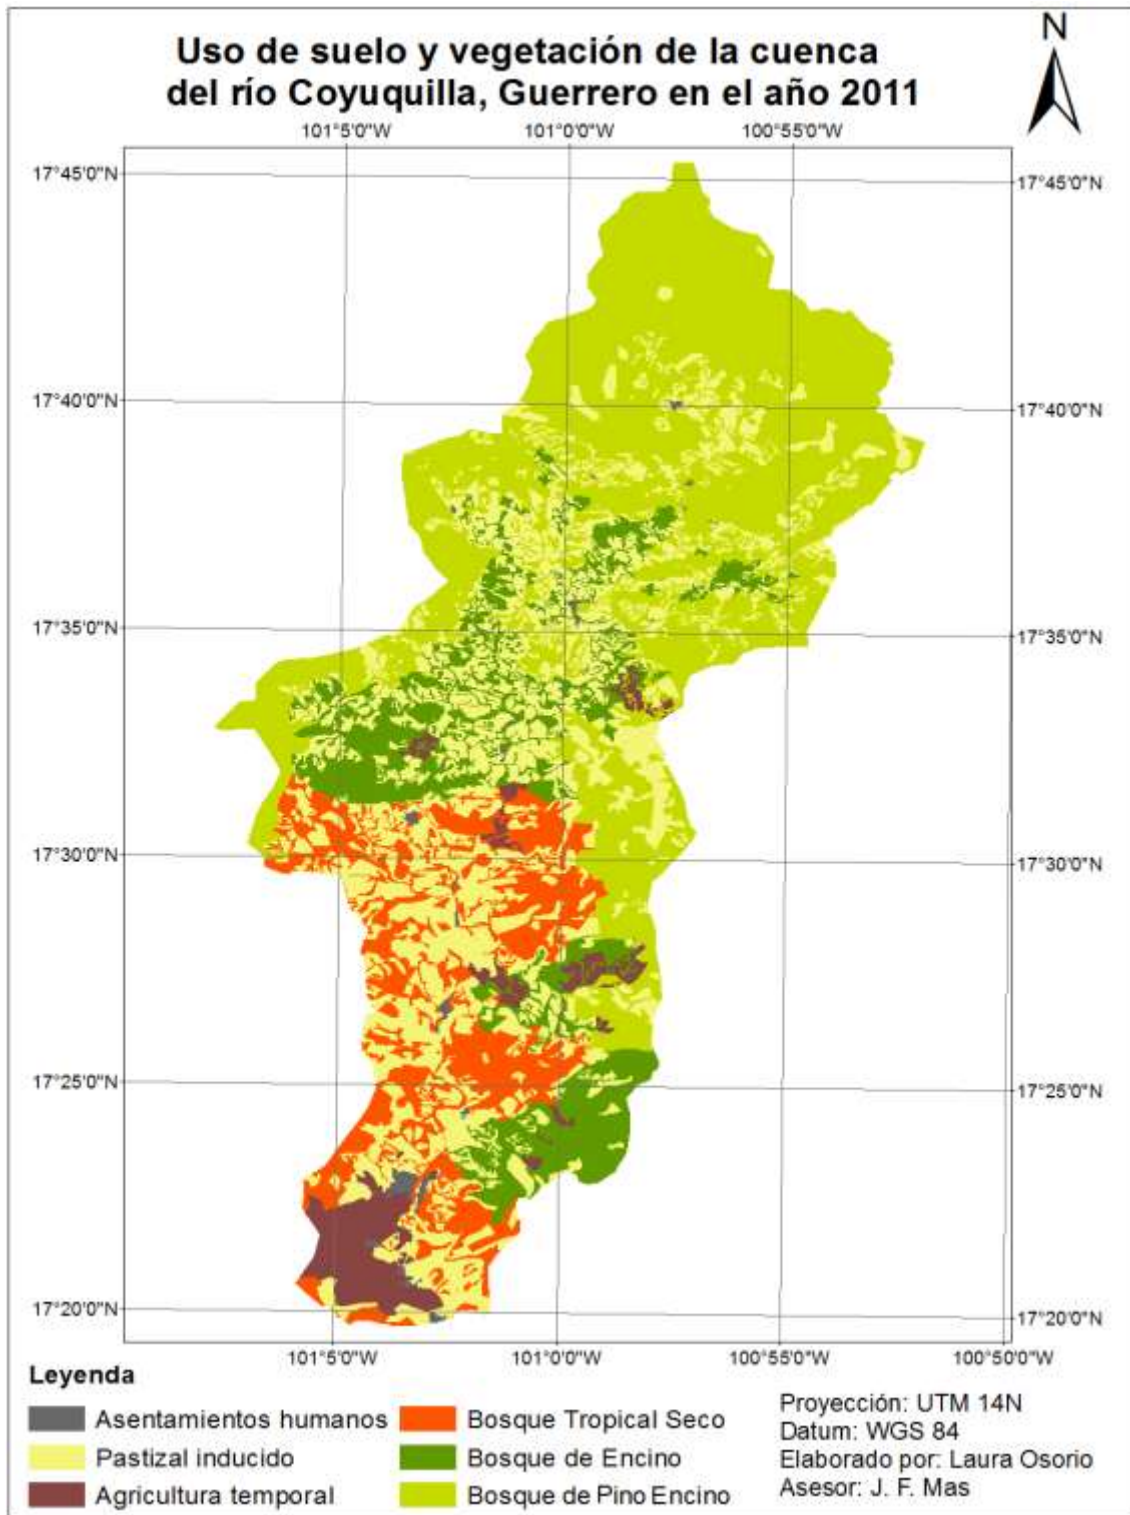 N
Uso de suelo y vegetación de la cuenca
del río Coyuquilla, Guerrero en el año 2011
101°5'0"W 101°0'0"W 100°55'0"W
17°45'0"N 17°45'0"N
17°40'0"N 17°40'0"N
17°35'0"N 17°35'0"N
17°30'0"N 17°30'0"N
17°25'0"N 17°25'0"N
17°20'0"N 17°20'0"N
101°5'0"W 101°0'0"W 100°55'0"W 100°50'0"W
Leyenda
Asentamientos humanos
Pastizal inducido
Agricultura temporal
Bosque Tropical Seco
Bosque de Encino
Bosque de Pino Encino
Proyección: UTM 14N
Datum: WGS 84
Elaborado por: Laura Osorio
Asesor: J. F. Mas